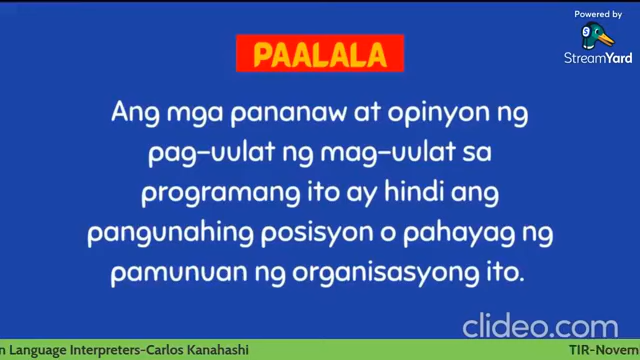 Powered by
StreamYard
PAALALA
Ang mga pananaw at opinyon ng
pag-uulat ng mag-uulat sa
programang ito ay hindi ang
pangunahing posisyon o pahayag ng
pamunuan ng organisasyong ito.
clideo.com
n Language Interpreters-Carlos Kanahashi
TIR-Novem